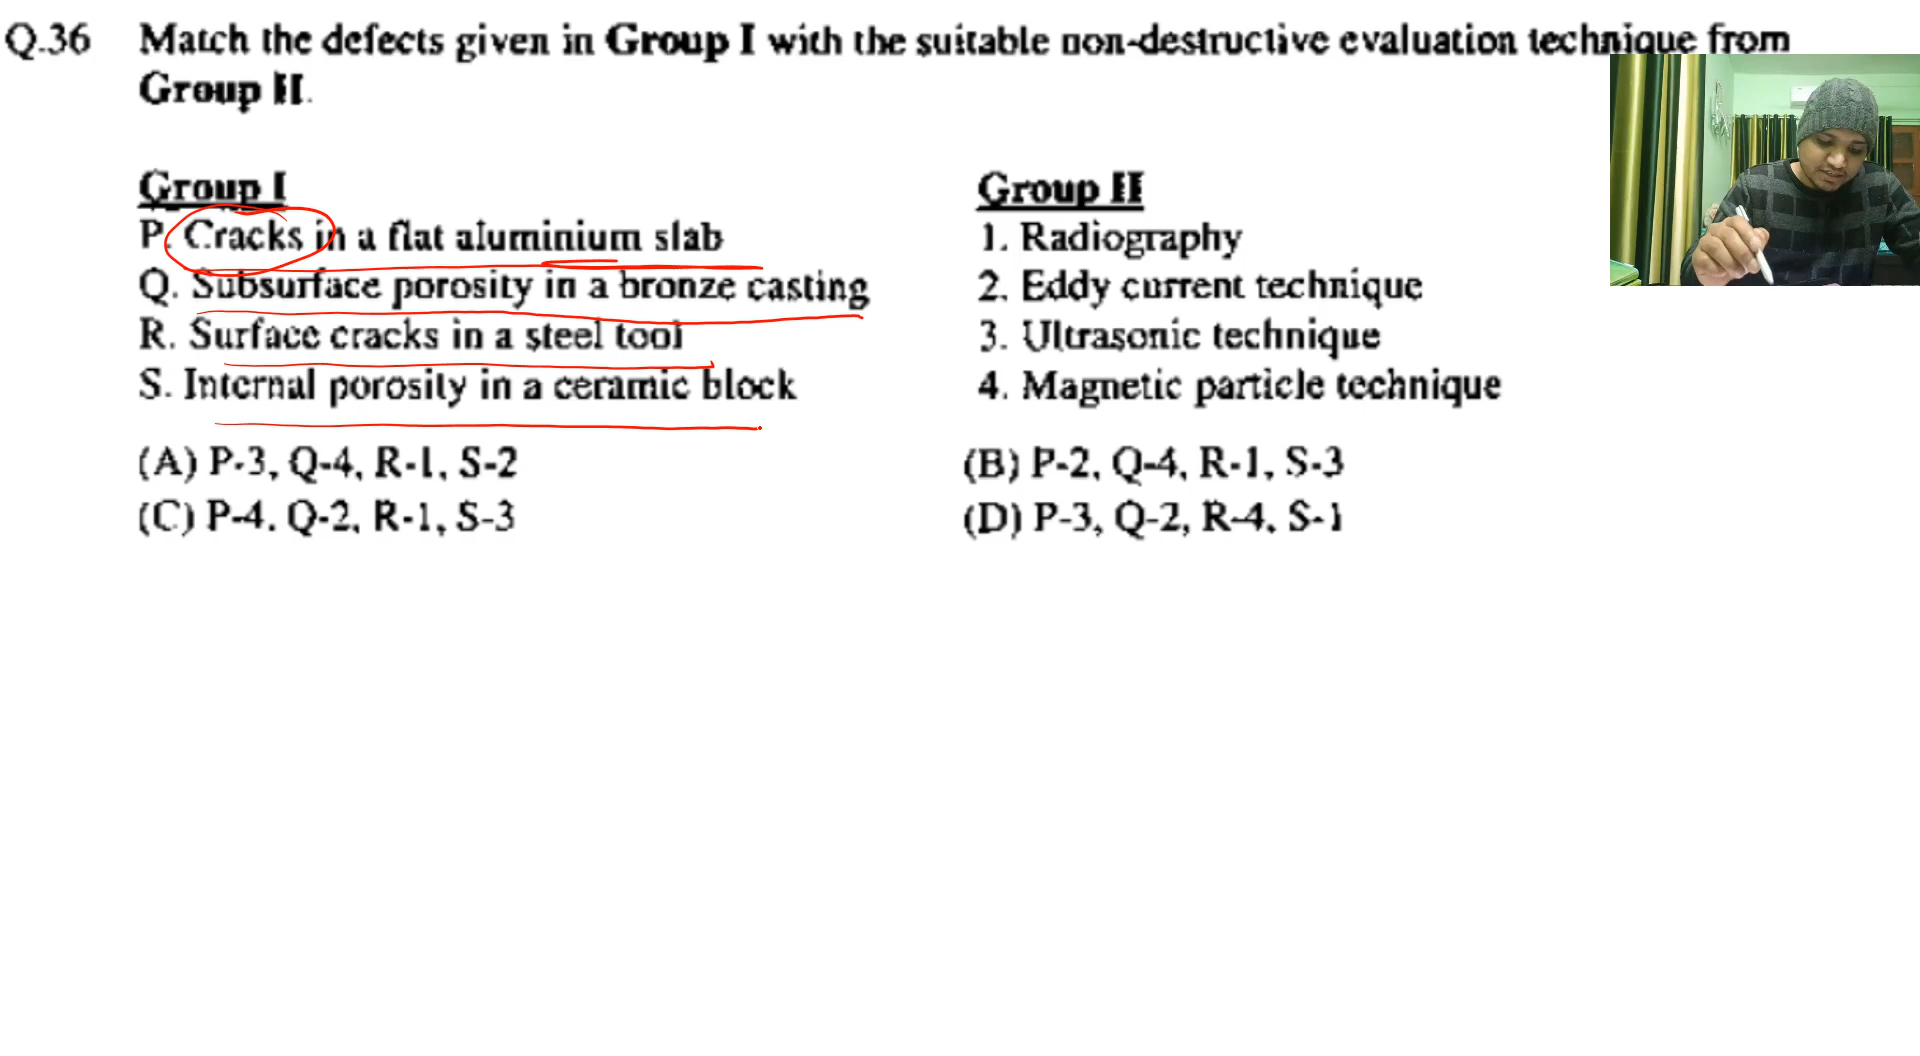 Q.36 Match the defects given in Group I with the suitable non-destructive evaluation technique from
Group II.
Group I
P. Cracks in a flat aluminium slab
Q. Subsurface porosity in a bronze casting
R. Surface cracks in a steel tool
S. Internal porosity in a ceramic block
Group II
1. Radiography
2. Eddy current technique
3. Ultrasonic technique
4. Magnetic particle technique
(A) P-3, Q-4, R-1, S-2
(B) P-2, Q-4, R-1, S-3
(C) P-4, Q-2, R-1, S-3
(D) P-3, Q-2, R-4, S-1